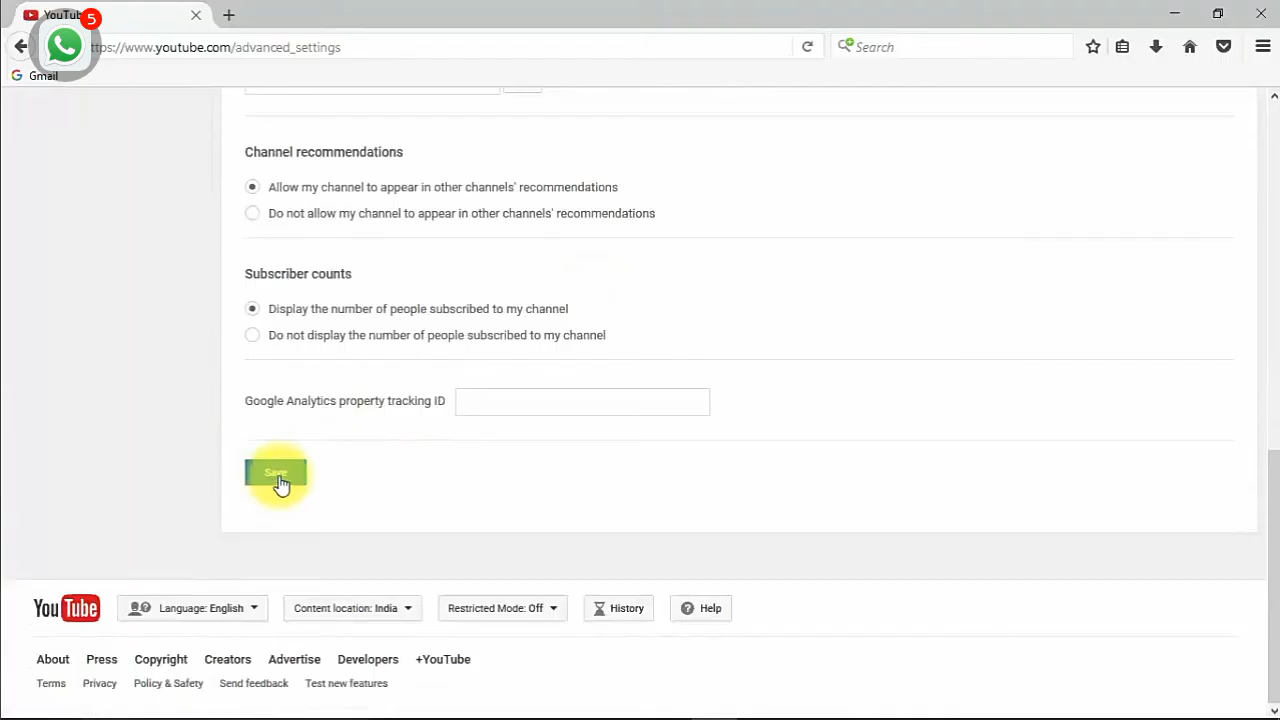 YouTub
5
https://www.youtube.com/advanced_settings
Search
Gmail
Channel recommendations
Allow my channel to appear in other channels' recommendations
Do not allow my channel to appear in other channels' recommendations
Subscriber counts
Display the number of people subscribed to my channel
Do not display the number of people subscribed to my channel
Google Analytics property tracking ID
Save
YouTube
Language: English
Content location: India
Restricted Mode: Off
History
Help
About Press Copyright Creators Advertise Developers +YouTube
Terms Privacy Policy & Safety Send feedback Test new features